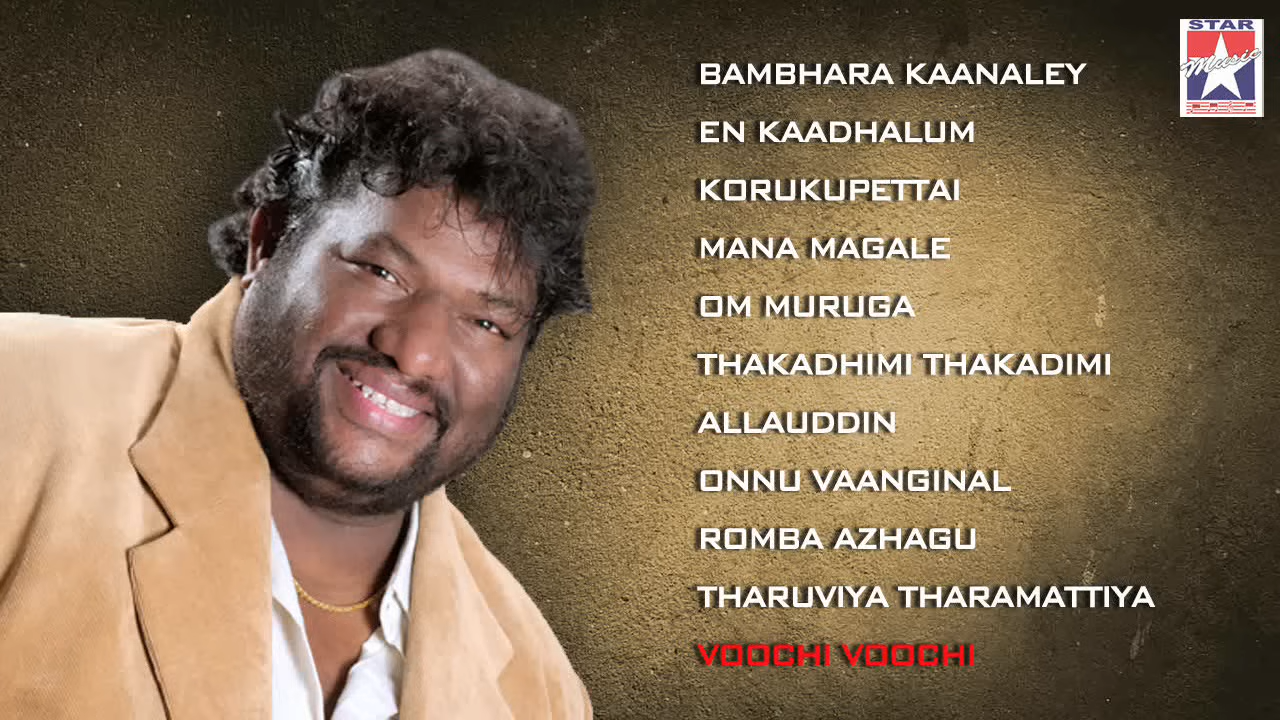 STAR
Music
BAMBHARA KAANALEY
EN KAADHALUM
KORUKUPETTAI
MANA MAGALE
OM MURUGA
THAKADHIMI THAKADIMI
ALLAUDDIN
ONNU VAANGINAL
ROMBA AZHAGU
THARUVIYA THARAMATTIYA
VOOCHI VOOCHI